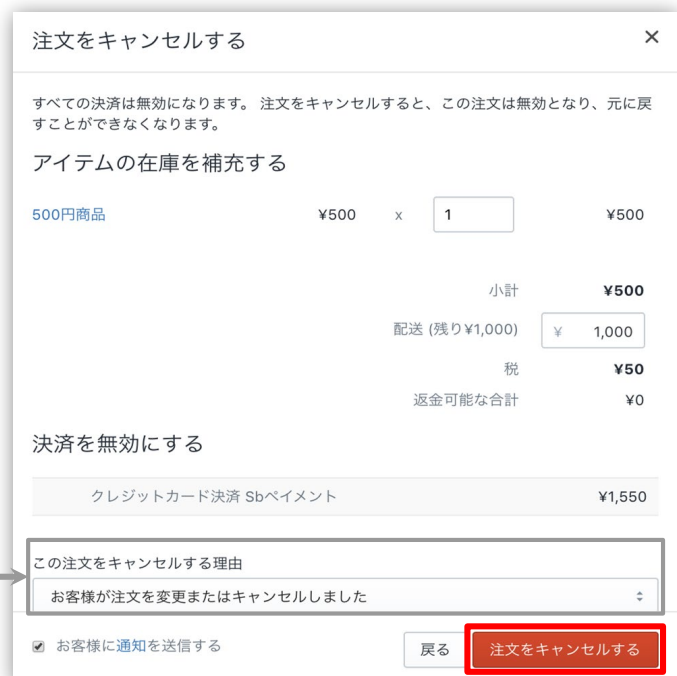 注文をキャンセルする ×
すべての決済は無効になります。 注文をキャンセルすると、この注文は無効となり、元に戻
すことができなくなります。
アイテムの在庫を補充する
500円商品 ¥500 x 1 ¥500
小計 ¥500
配送 (残り¥1,000) ¥ 1,000
税 ¥50
返金可能な合計 ¥0
決済を無効にする
クレジットカード決済 Sbペイメント ¥1,550
この注文をキャンセルする理由
お客様が注文を変更またはキャンセルしました
お客様に通知を送信する 戻る 注文をキャンセルする